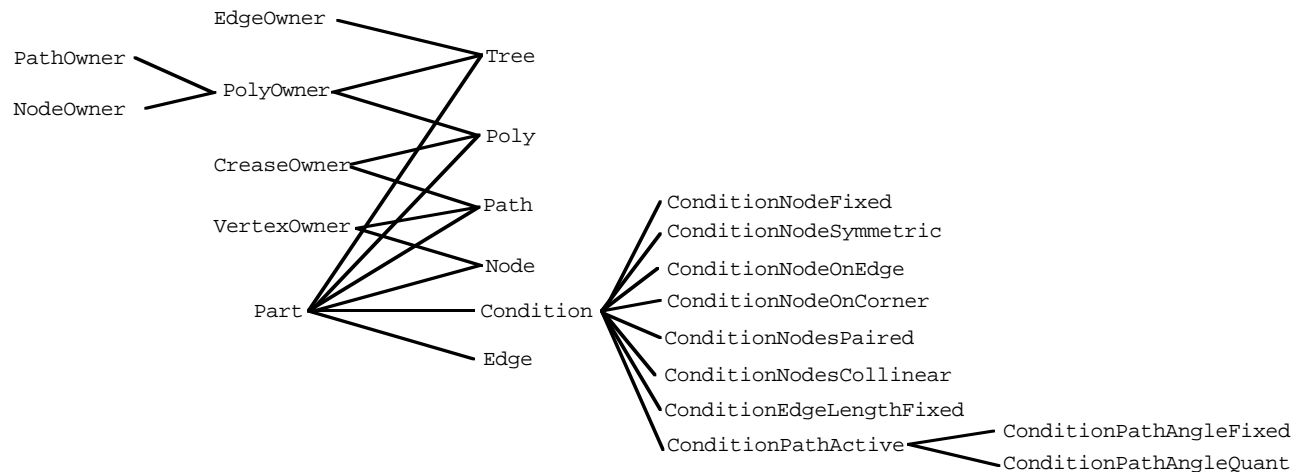 EdgeOwner
PathOwner
Tree
PolyOwner
NodeOwner
Poly
CreaseOwner
Path
ConditionNodeFixed
VertexOwner
ConditionNodeSymmetric
Node
ConditionNodeOnEdge
ConditionNodeOnCorner
Part
Condition
ConditionNodesPaired
Edge
ConditionNodesCollinear
ConditionEdgeLengthFixed
ConditionPathActive
ConditionPathAngleFixed
ConditionPathAngleQuant